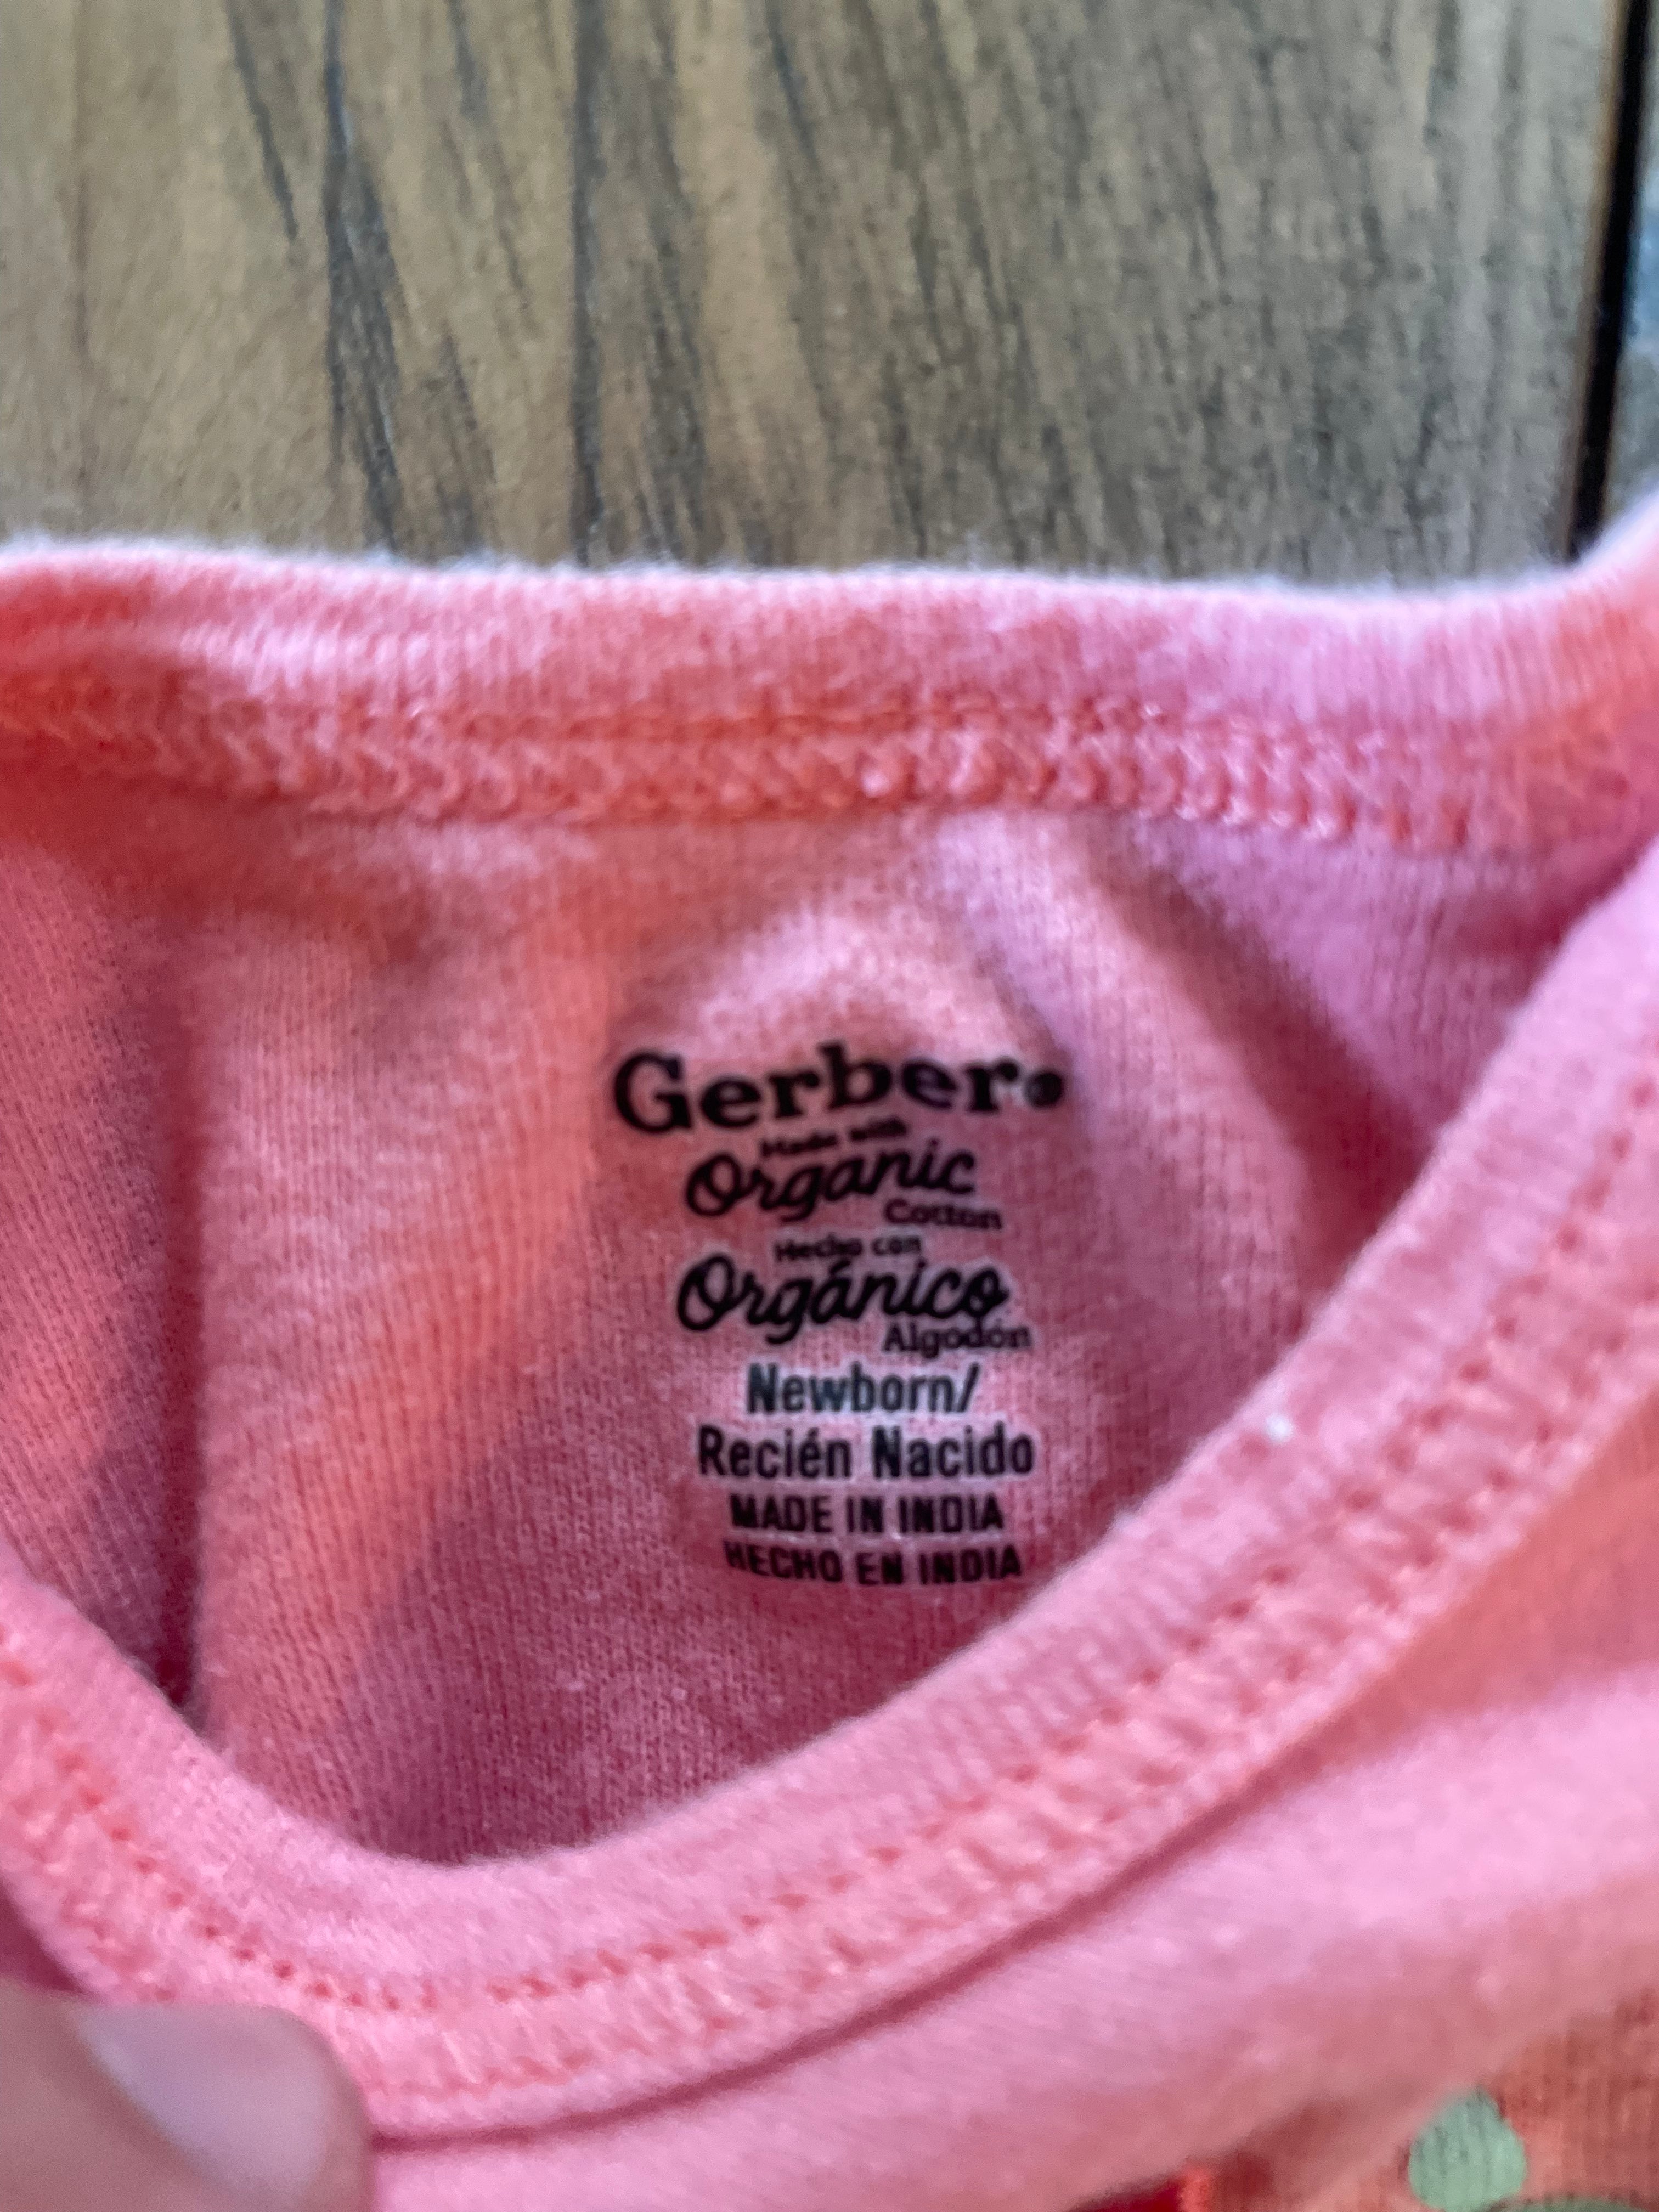 Gerber
Made with
Organic
Cotton
Hecho con
Orgánico
Algodón
Newborn/
Recién Nacido
MADE IN INDIA
HECHO EN INDIA